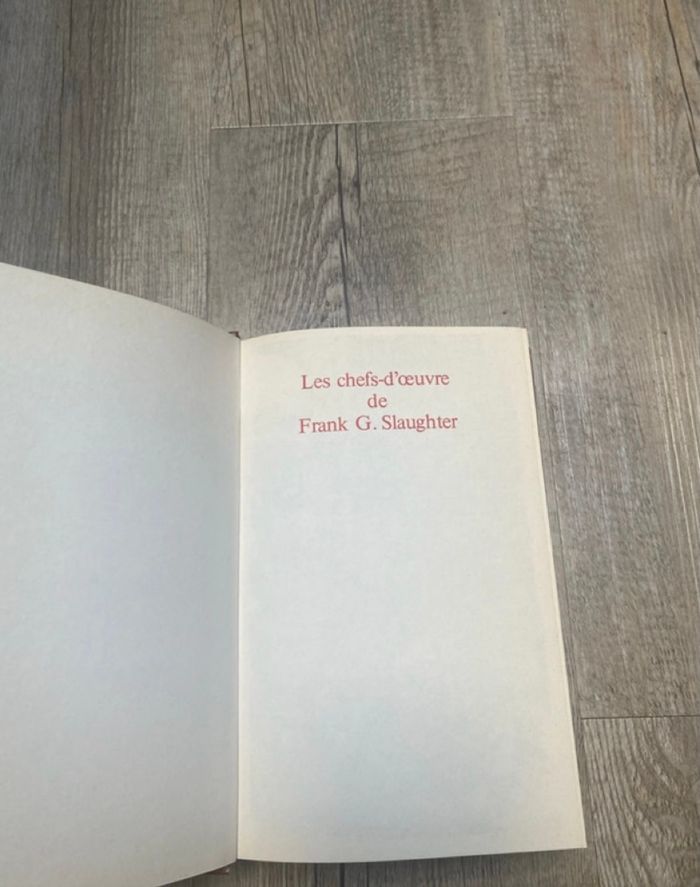 Les chefs-d'œuvre
de
Frank G. Slaughter